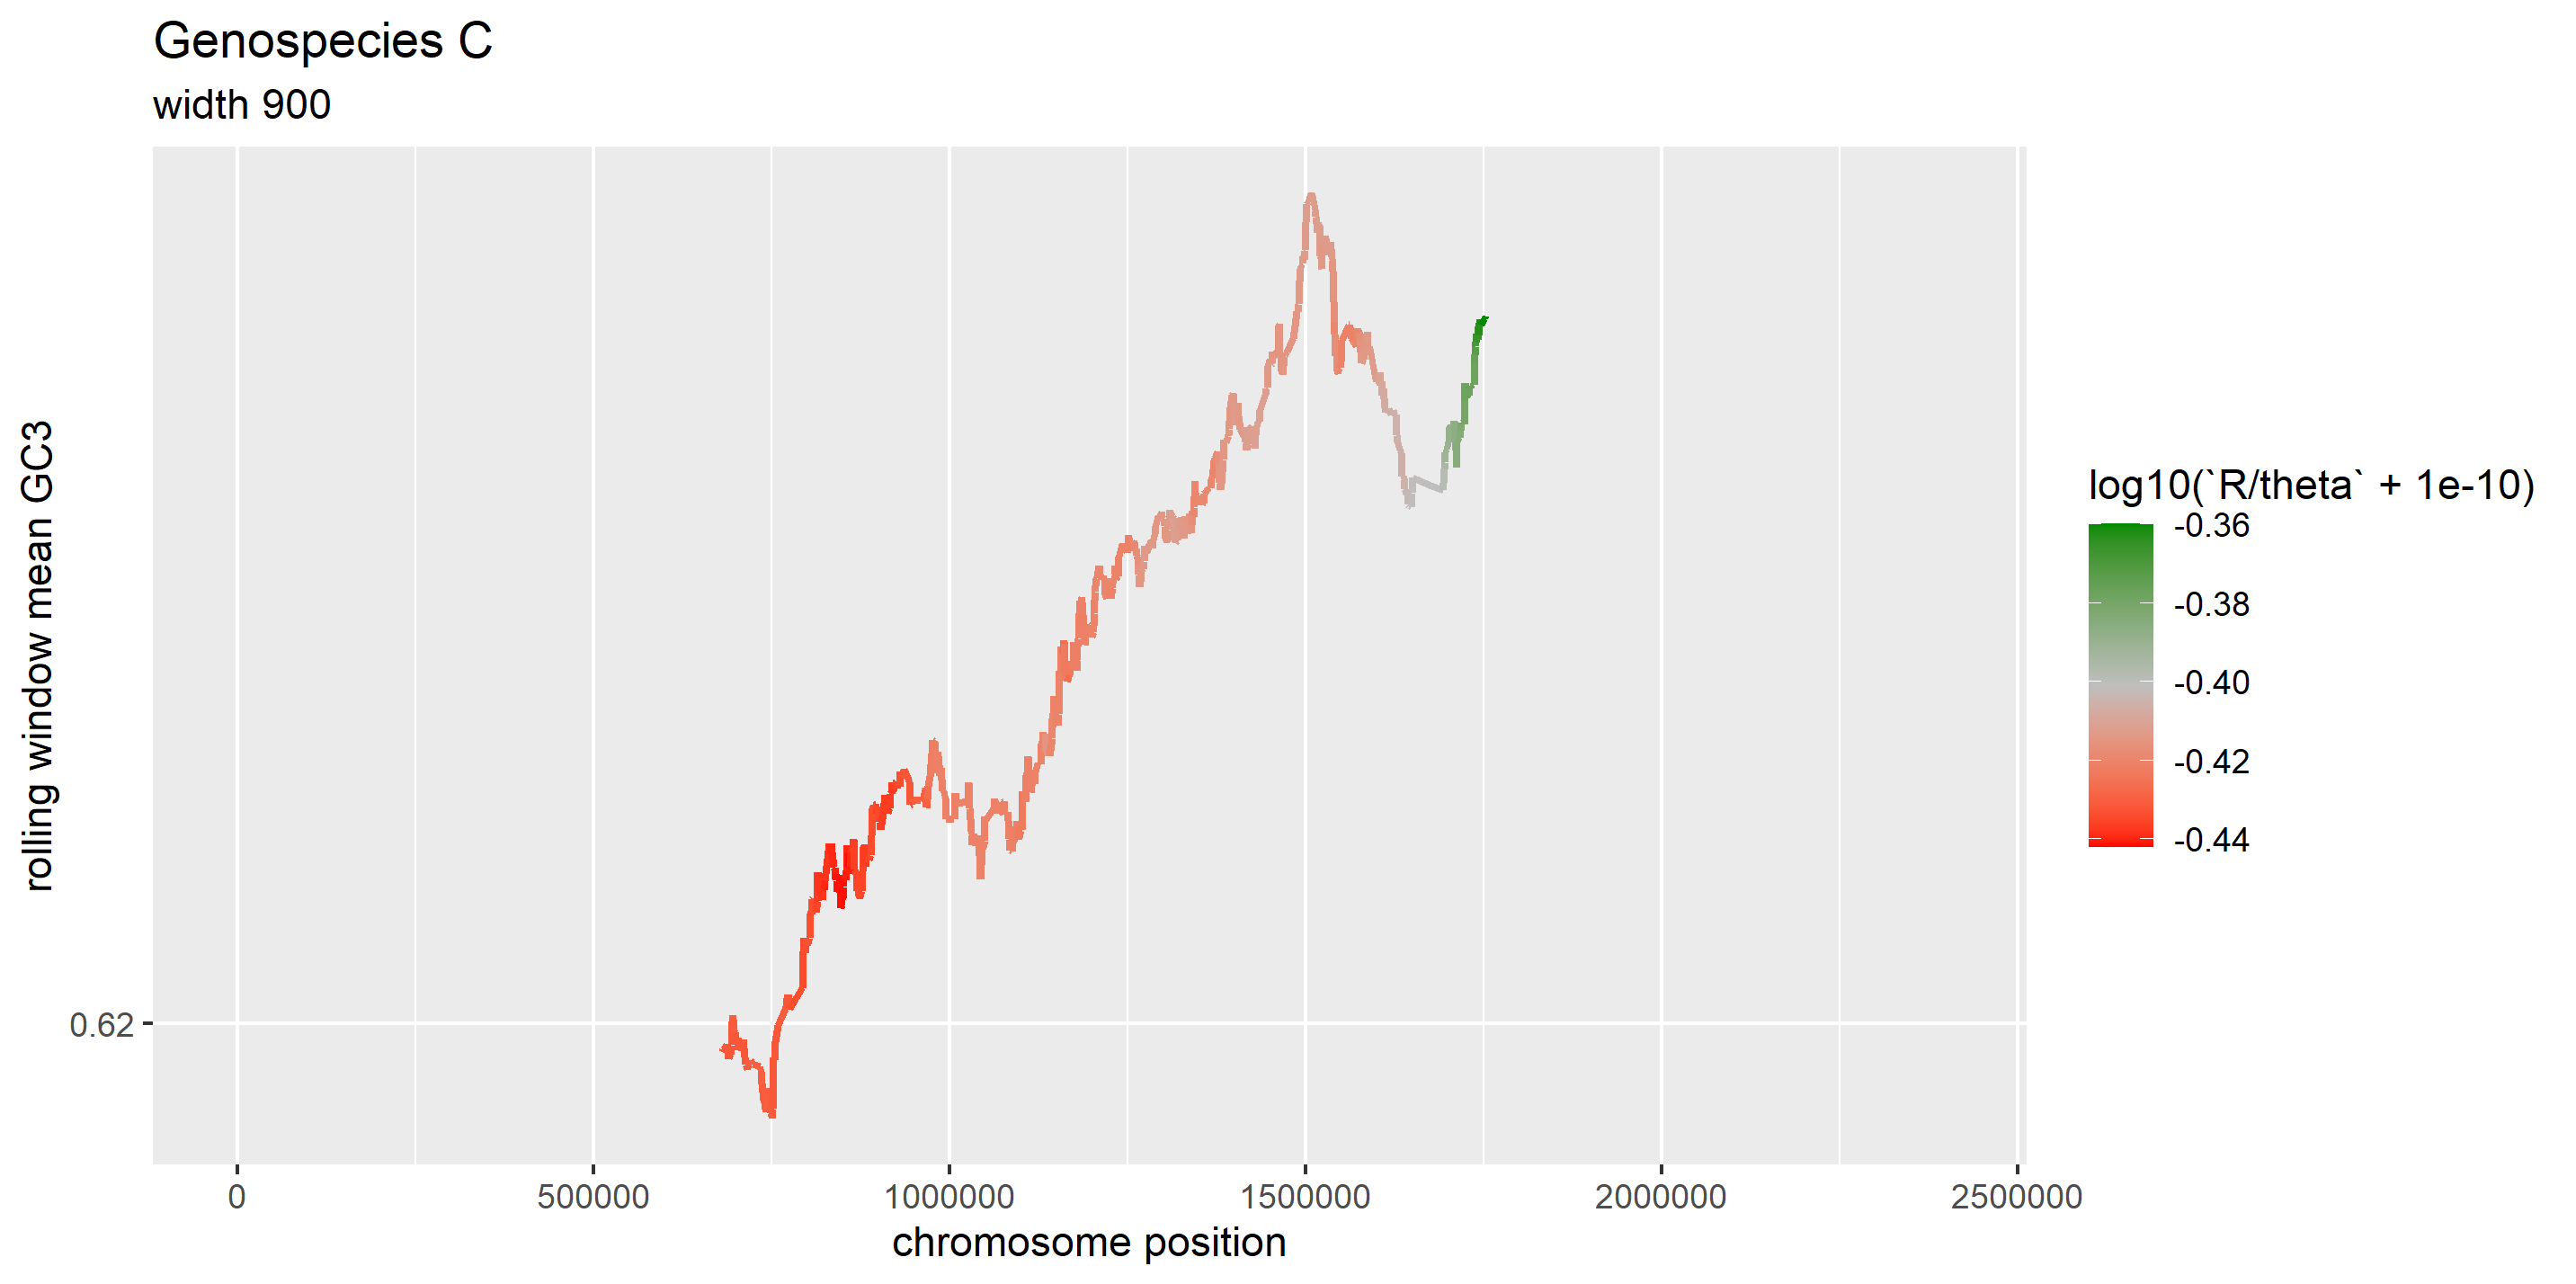 Genospecies C
width 900
rolling window mean GC3
0.62
0
500000
1000000
1500000
2000000
2500000
chromosome position
log10(`R/theta` + 1e-10)
-0.36
-0.38
-0.40
-0.42
-0.44